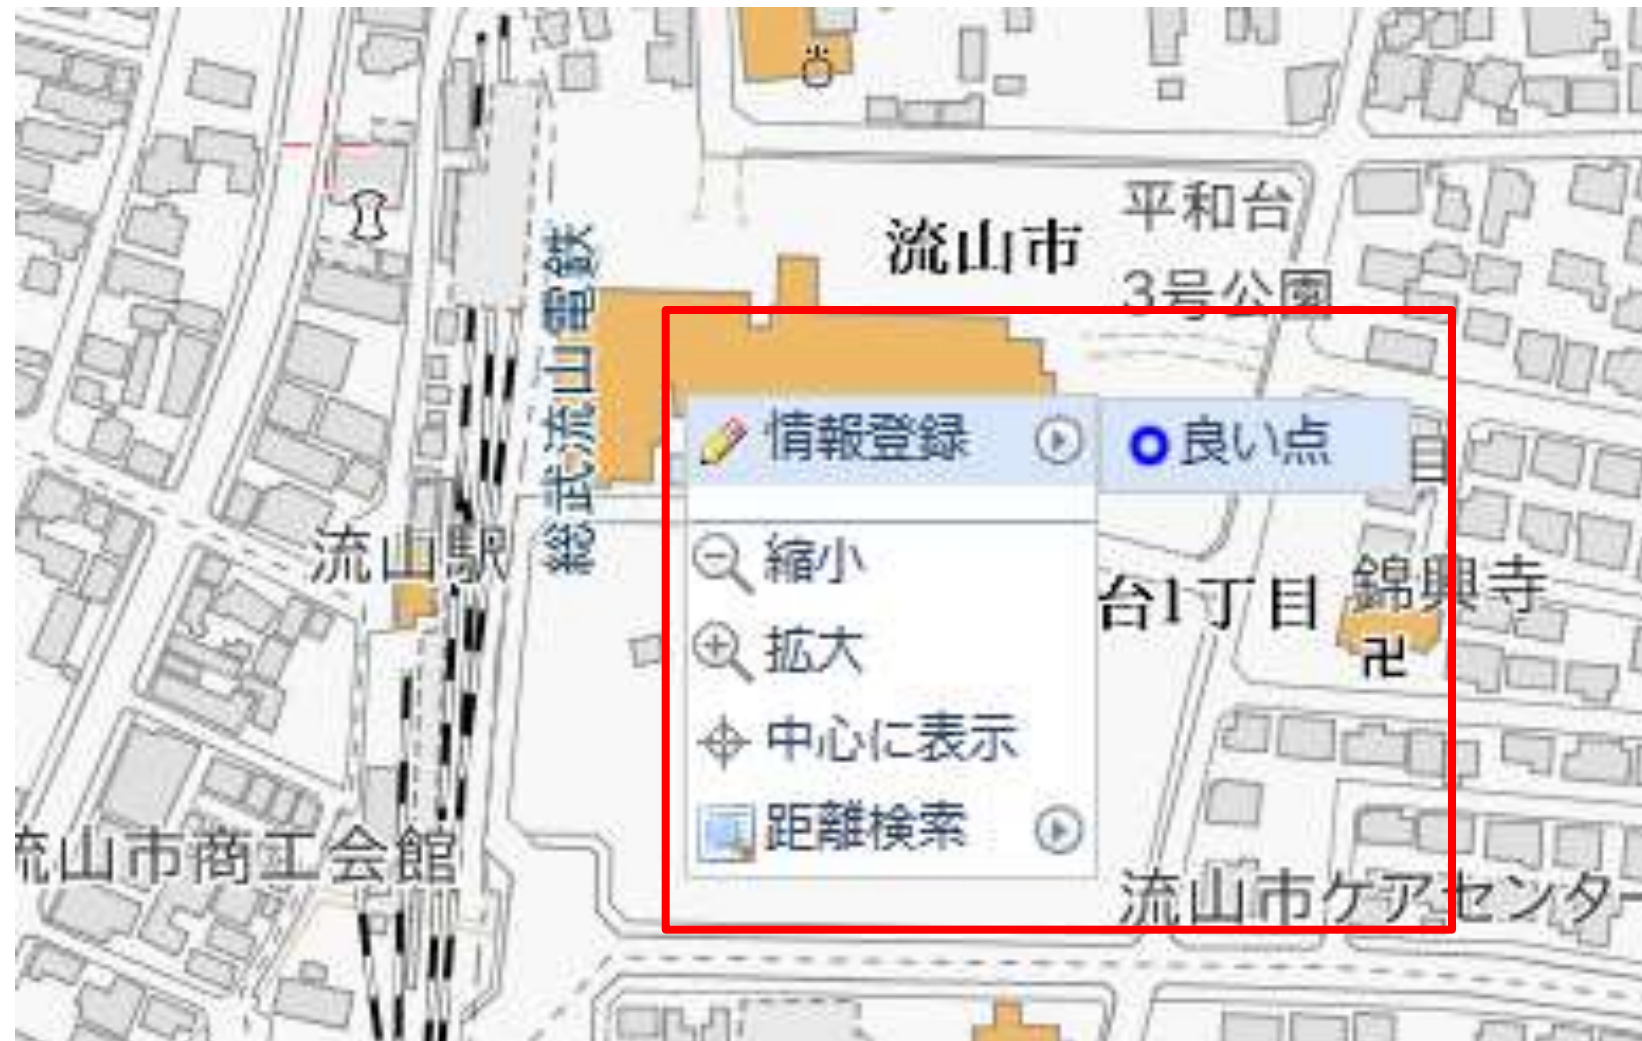 平和台
流山市
3号公園
総武流山電鉄
情報登録
良い点
流山駅
縮小
台1丁目
錦興寺
卍
拡大
中心に表示
距離検索
流山市商工会館
流山市ケアセンター